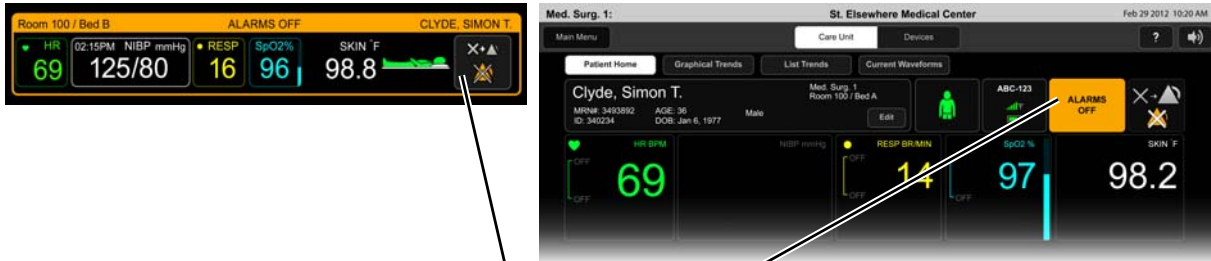 Room 100 / Bed B ALARMS OFF CLYDE, SIMON T.
HR 02:15PM NIBP mmHg RESP SpO2% SKIN °F
69 125/80 16 96 98.8
Med. Surg. 1: St. Elsewhere Medical Center Feb 29 2012 10:20 AM
Main Menu Care Unit Devices ?
Patient Home Graphical Trends List Trends Current Waveforms
Clyde, Simon T. Med. Surg. 1 ABC-123
Room 100 / Bed A
MRN#: 3493892 AGE: 36 Male Edit ALARMS
ID: 340234 DOB: Jan 6, 1977 OFF
HR BPM NIBP mmHg RESP BR/MIN SpO2 % SKIN °F
OFF OFF
69 14 97 98.2
OFF OFF OFF